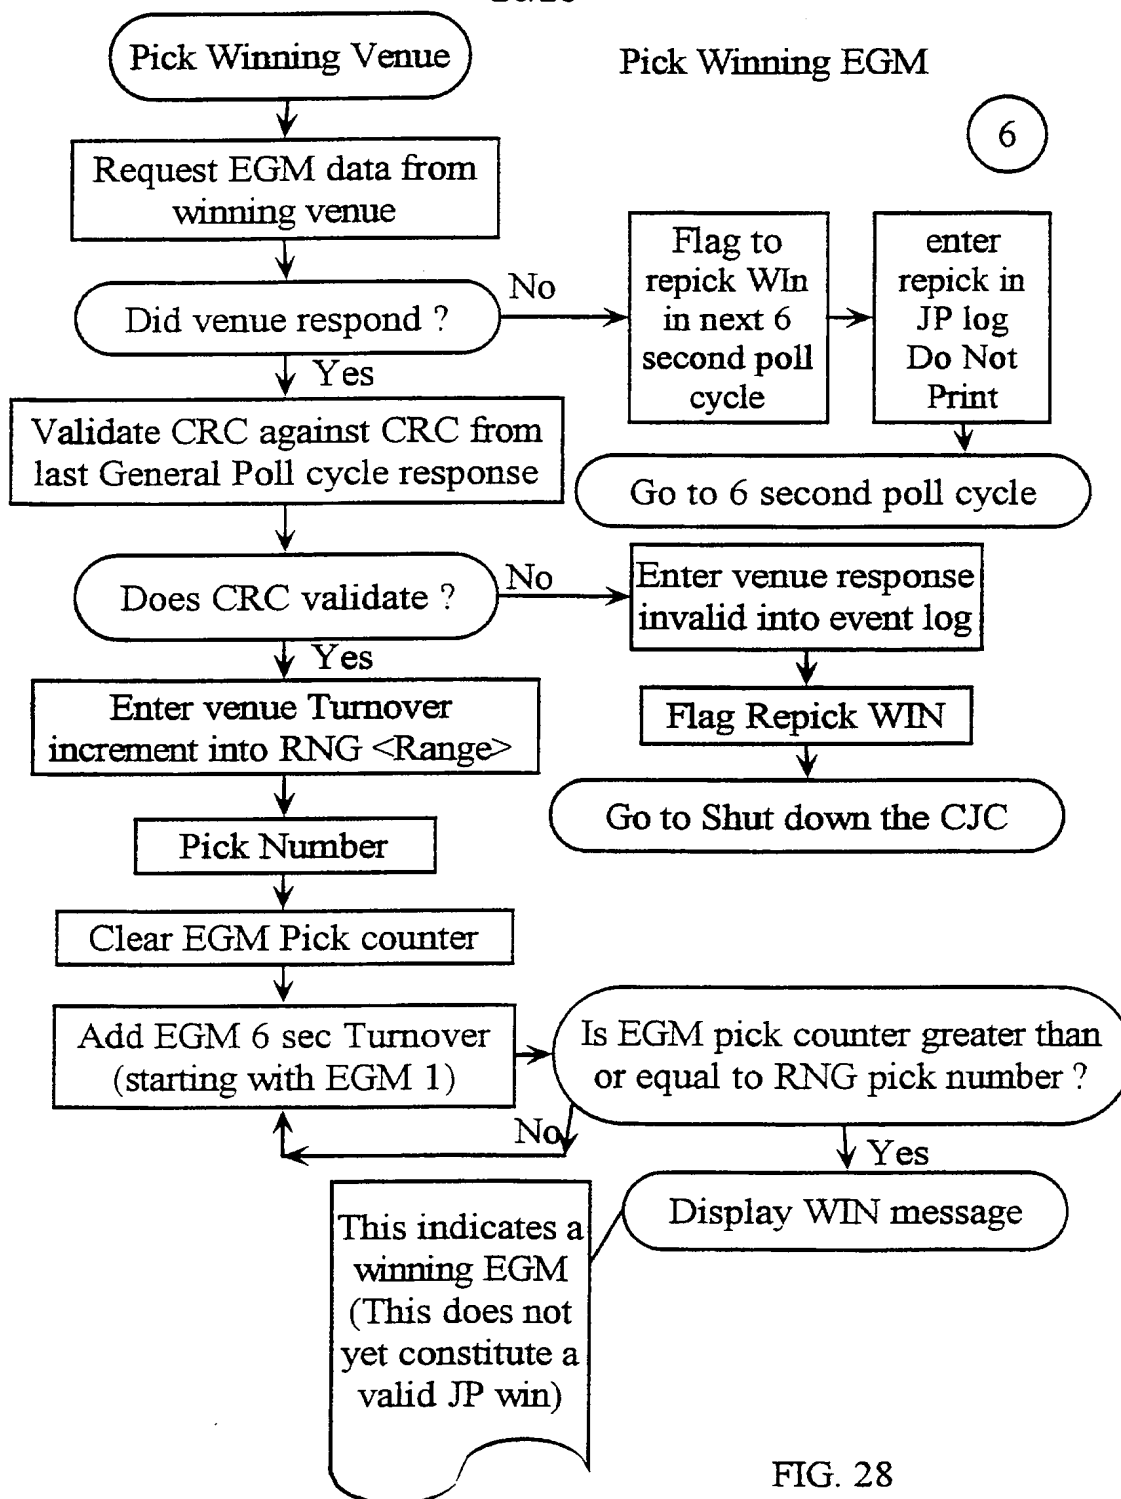 Pick Winning Venue
Pick Winning EGM
6
Request EGM data from
winning venue
Did venue respond ?
No
Flag to
repick WIn
in next 6
second poll
cycle
enter
repick in
JP log
Do Not
Print
Go to 6 second poll cycle
Yes
Validate CRC against CRC from
last General Poll cycle response
Does CRC validate ?
No
Enter venue response
invalid into event log
Flag Repick WIN
Go to Shut down the CJC
Yes
Enter venue Turnover
increment into RNG <Range>
Pick Number
Clear EGM Pick counter
Add EGM 6 sec Turnover
(starting with EGM 1)
Is EGM pick counter greater than
or equal to RNG pick number ?
No
Yes
Display WIN message
This indicates a
winning EGM
(This does not
yet constitute a
valid JP win)
FIG. 28